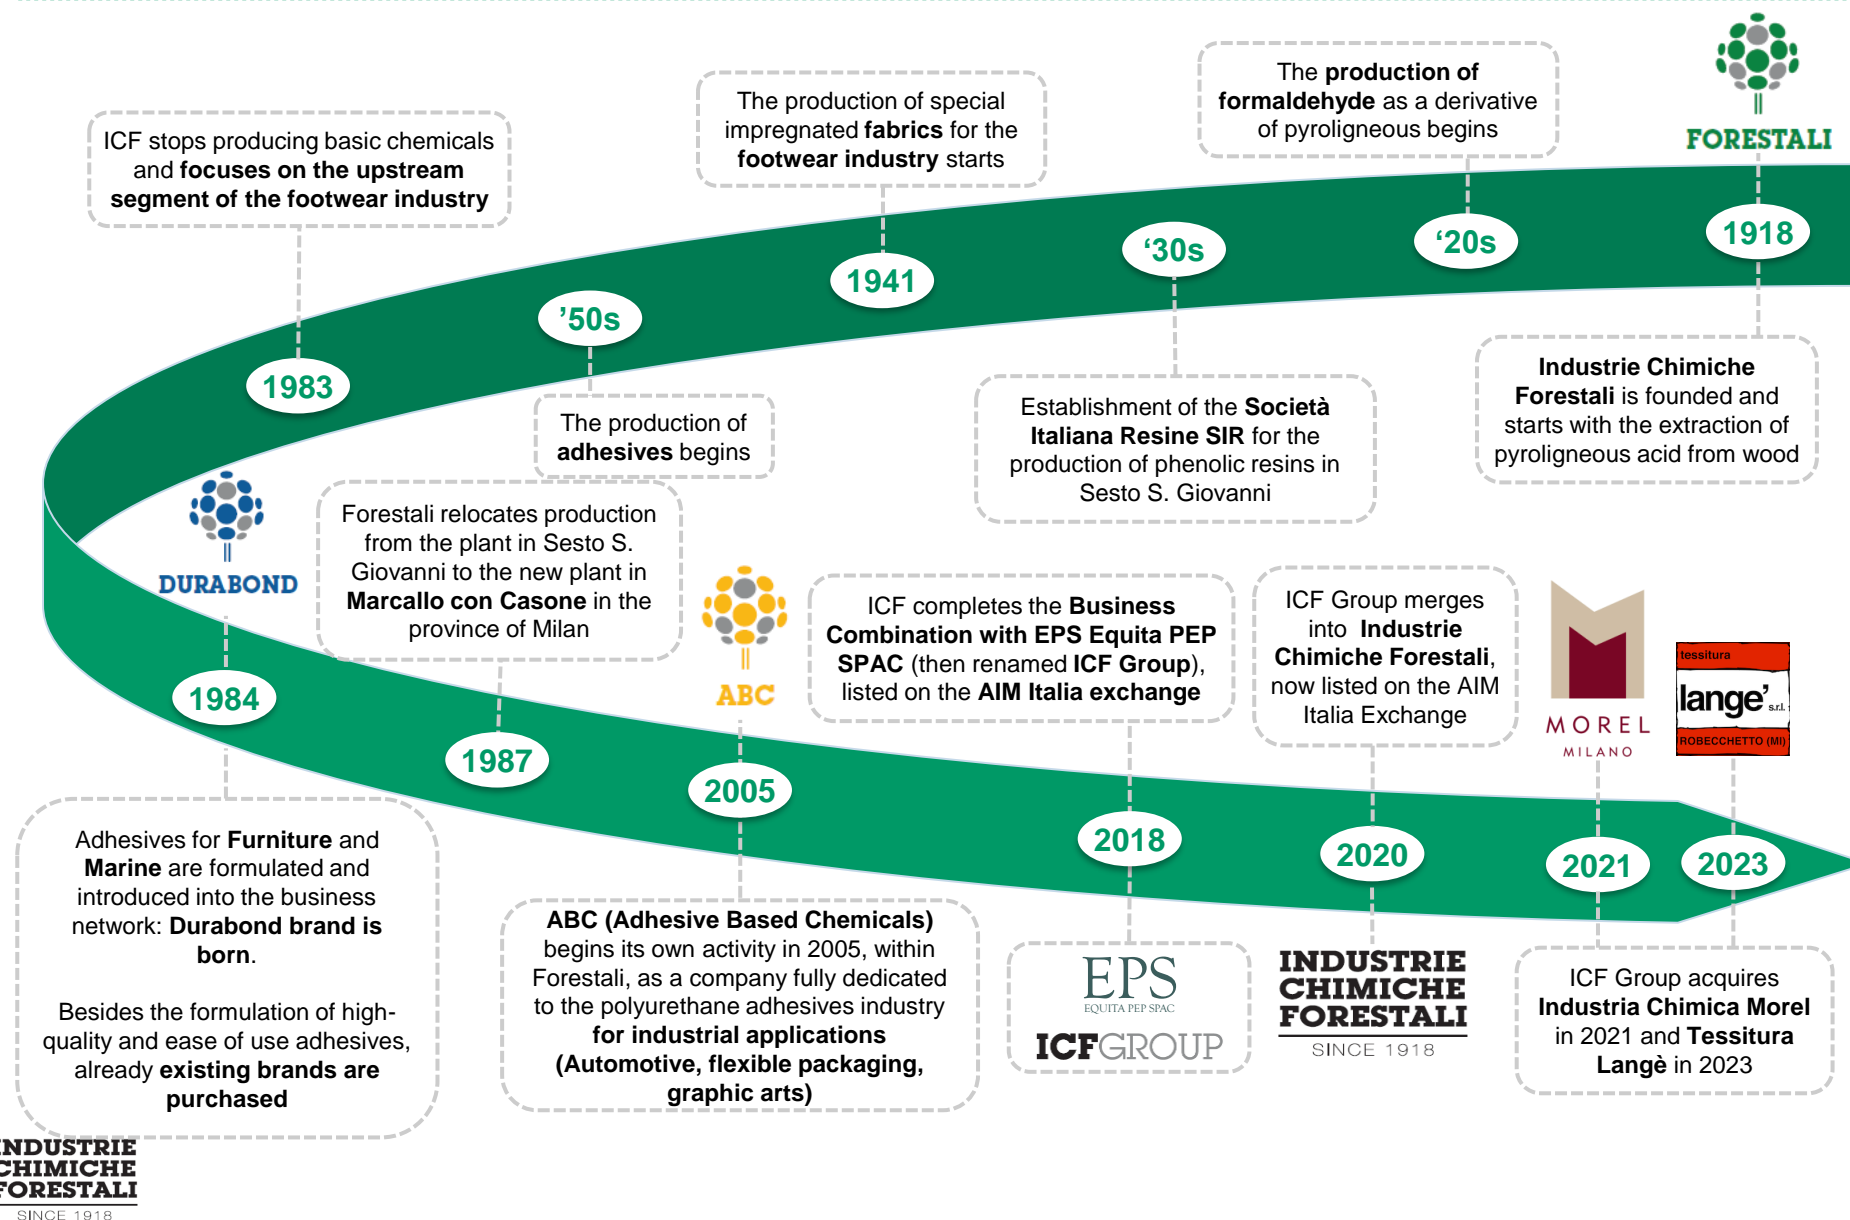 FORESTALI
1918
Industrie Chimiche
Forestali is founded and
starts with the extraction of
pyroligneous acid from wood
The production of
formaldehyde as a derivative
of pyroligneous begins
‘20s
‘30s
Establishment of the Società
Italiana Resine SIR for the
production of phenolic resins in
Sesto S. Giovanni
The production of special
impregnated fabrics for the
footwear industry starts
1941
’50s
The production of
adhesives begins
ICF stops producing basic chemicals
and focuses on the upstream
segment of the footwear industry
1983
DURABOND
1984
Adhesives for Furniture and
Marine are formulated and
introduced into the business
network: Durabond brand is
born.
Besides the formulation of high-
quality and ease of use adhesives,
already existing brands are
purchased
Forestali relocates production
from the plant in Sesto S.
Giovanni to the new plant in
Marcallo con Casone in the
province of Milan
1987
ABC
2005
ABC (Adhesive Based Chemicals)
begins its own activity in 2005, within
Forestali, as a company fully dedicated
to the polyurethane adhesives industry
for industrial applications
(Automotive, flexible packaging,
graphic arts)
ICF completes the Business
Combination with EPS Equita PEP
SPAC (then renamed ICF Group),
listed on the AIM Italia exchange
2018
EPS
EQUITA PEP SPAC
ICFGROUP
ICF Group merges
into Industrie
Chimiche Forestali,
now listed on the AIM
Italia Exchange
2020
INDUSTRIE
CHIMICHE
FORESTALI
SINCE 1918
MOREL
MILANO
2021
tessitura
lange’ s.r.l.
ROBECCHETTO (MI)
2023
ICF Group acquires
Industria Chimica Morel
in 2021 and Tessitura
Langè in 2023
INDUSTRIE
CHIMICHE
FORESTALI
SINCE 1918